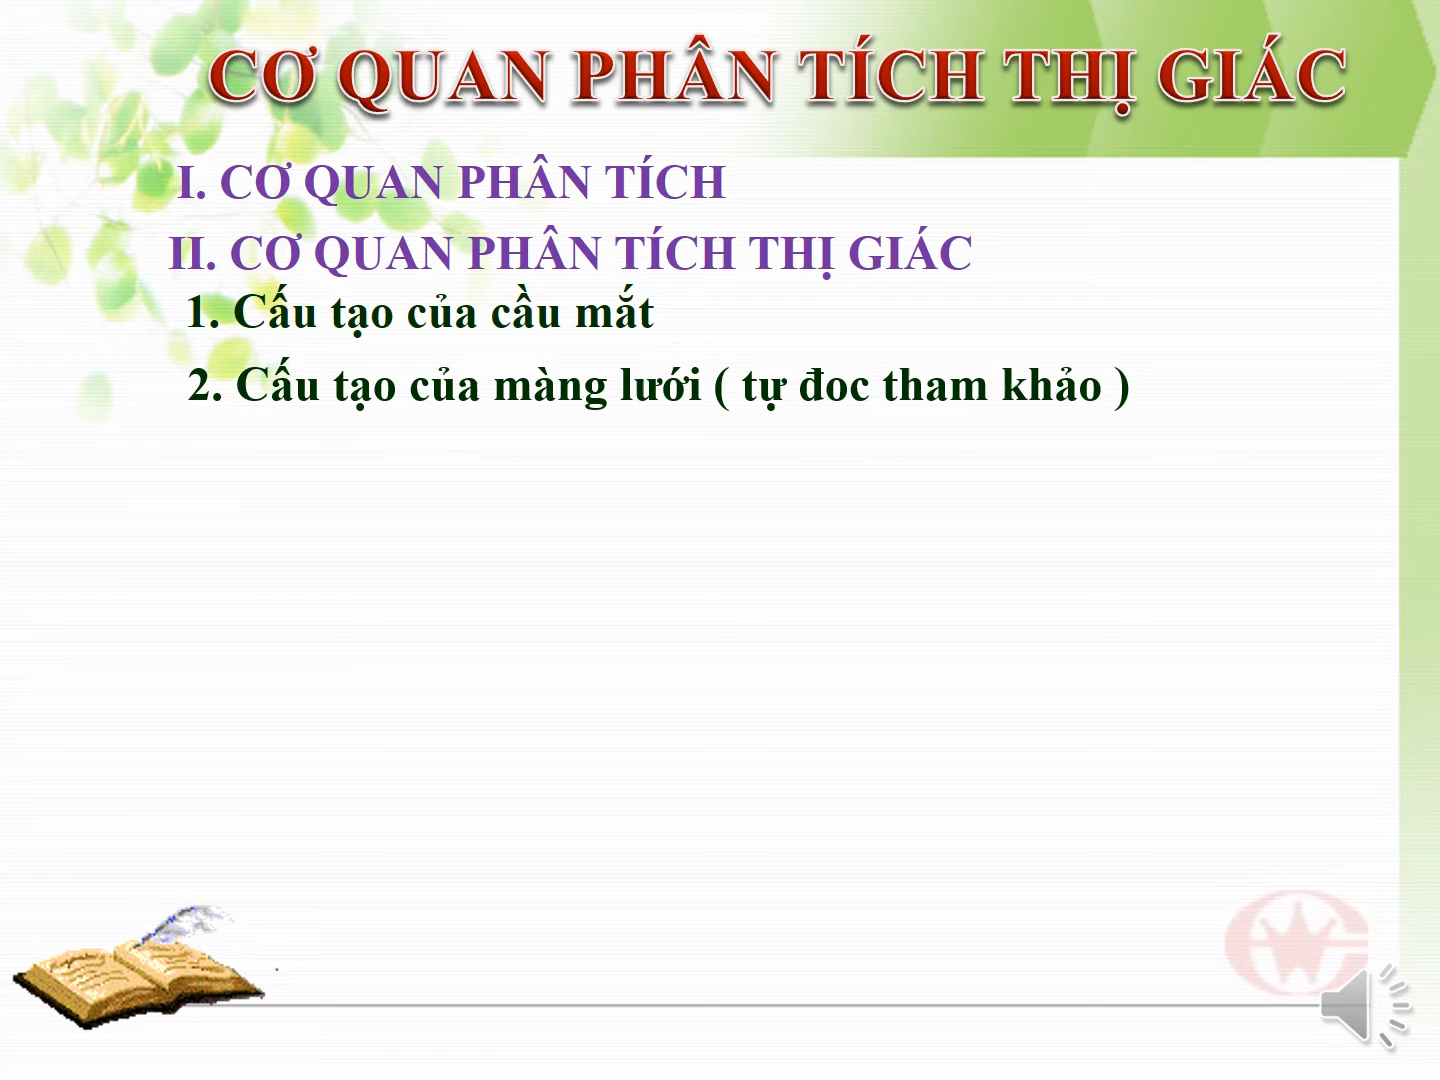 CƠ QUAN PHÂN TÍCH THỊ GIÁC
I. CƠ QUAN PHÂN TÍCH
II. CƠ QUAN PHÂN TÍCH THỊ GIÁC
1. Cấu tạo của cầu mắt
2. Cấu tạo của màng lưới ( tự đoc tham khảo )